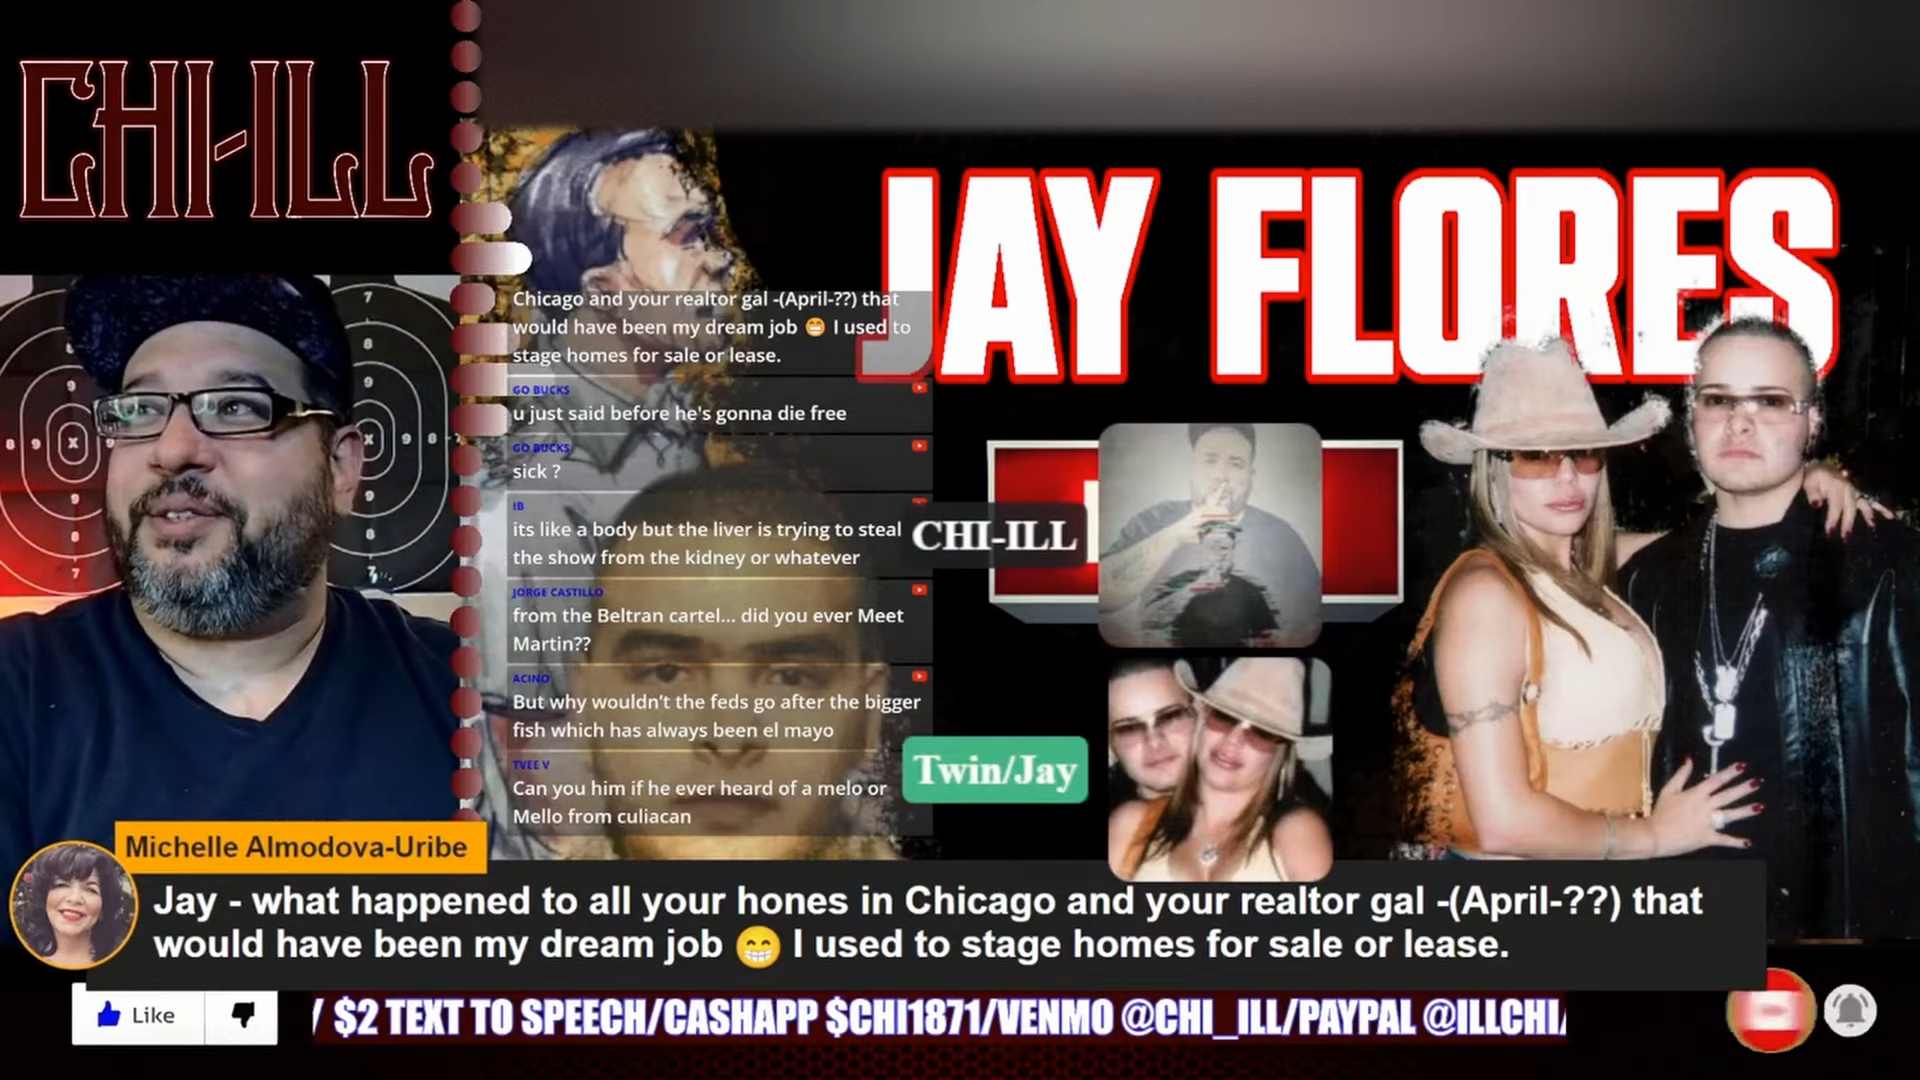 CHI-ILL
JAY FLORES
Chicago and your realtor gal -(April-??) that
would have been my dream job 😁 I used to
stage homes for sale or lease.
GO BUCKS
u just said before he's gonna die free
GO BUCKS
sick ?
IB
its like a body but the liver is trying to steal
the show from the kidney or whatever
JORGE CASTILLO
from the Beltran cartel... did you ever Meet
Martin??
ACINO
But why wouldn't the feds go after the bigger
fish which has always been el mayo
TVEE V
Can you him if he ever heard of a melo or
Mello from culiacan
CHI-ILL
Twin/Jay
Michelle Almodova-Uribe
Jay - what happened to all your hones in Chicago and your realtor gal -(April-??) that
would have been my dream job 😁 I used to stage homes for sale or lease.
Like
/ $2 TEXT TO SPEECH/CASHAPP $CHI1871/VENMO @CHI_ILL/PAYPAL @ILLCHI/